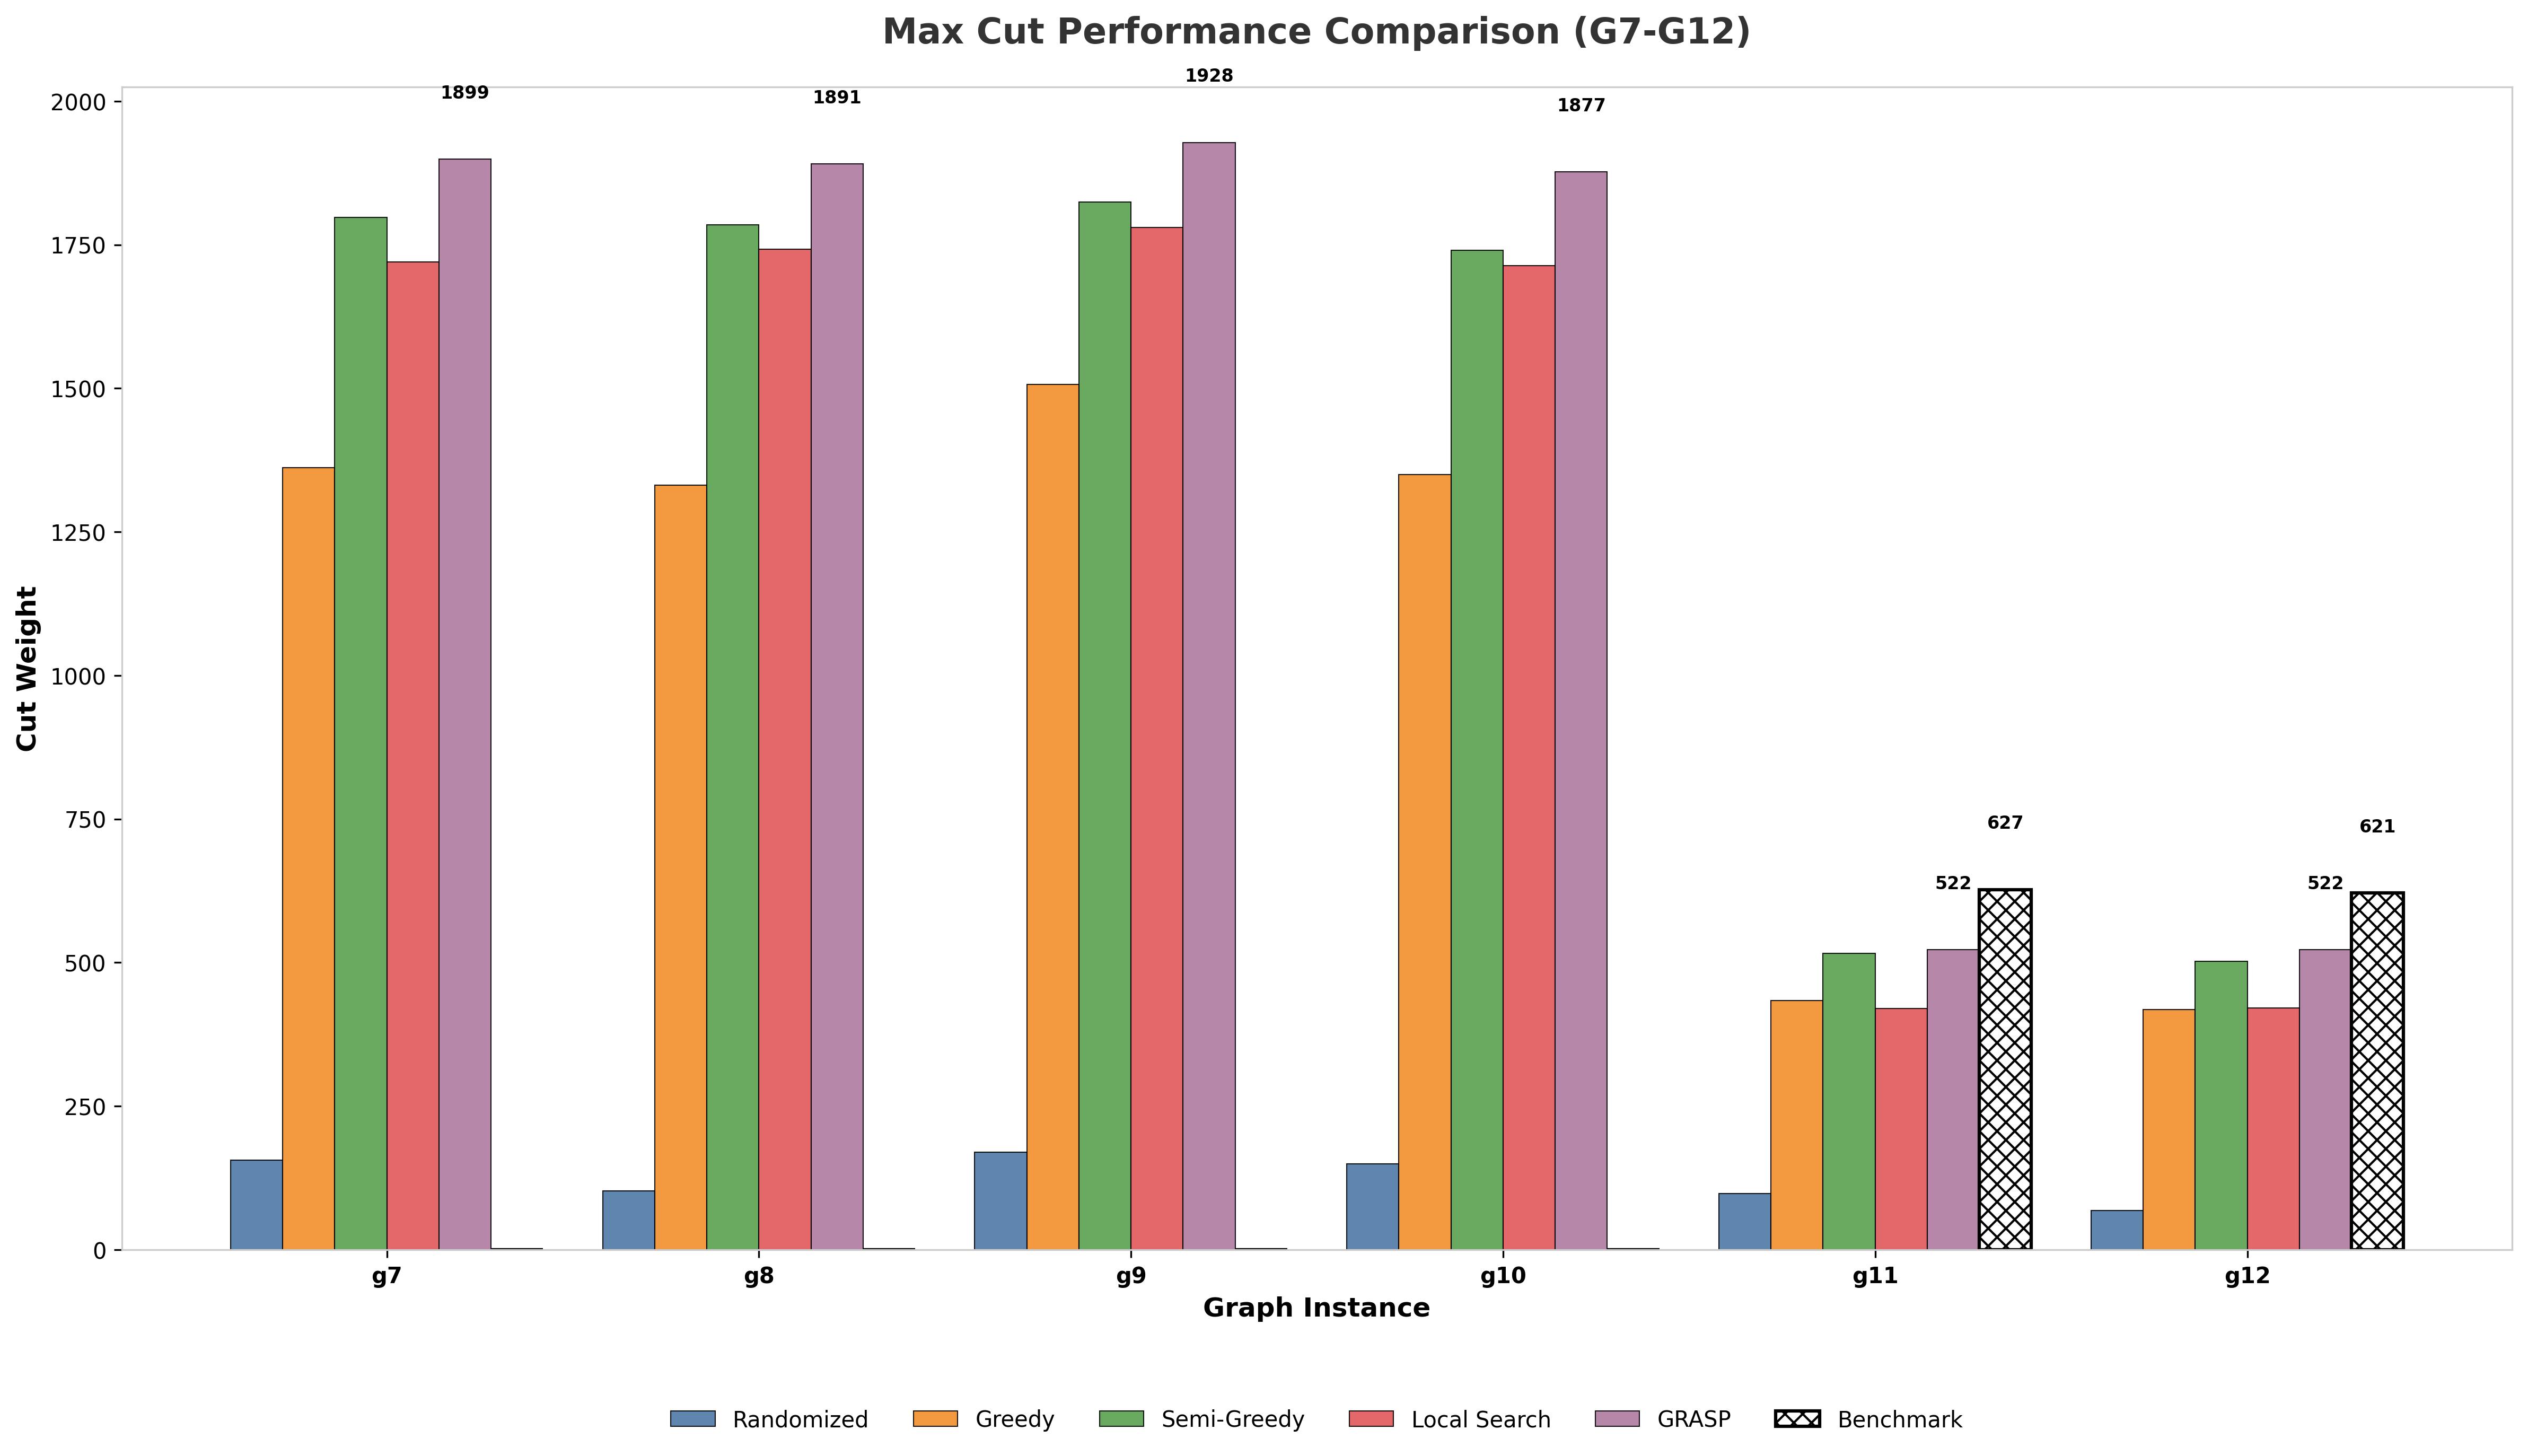 Max Cut Performance Comparison (G7-G12)
1899
1891
1928
1877
627
621
522
522
2000
1750
1500
1250
1000
750
500
250
0
Cut Weight
g7
g8
g9
g10
g11
g12
Graph Instance
Randomized
Greedy
Semi-Greedy
Local Search
GRASP
Benchmark